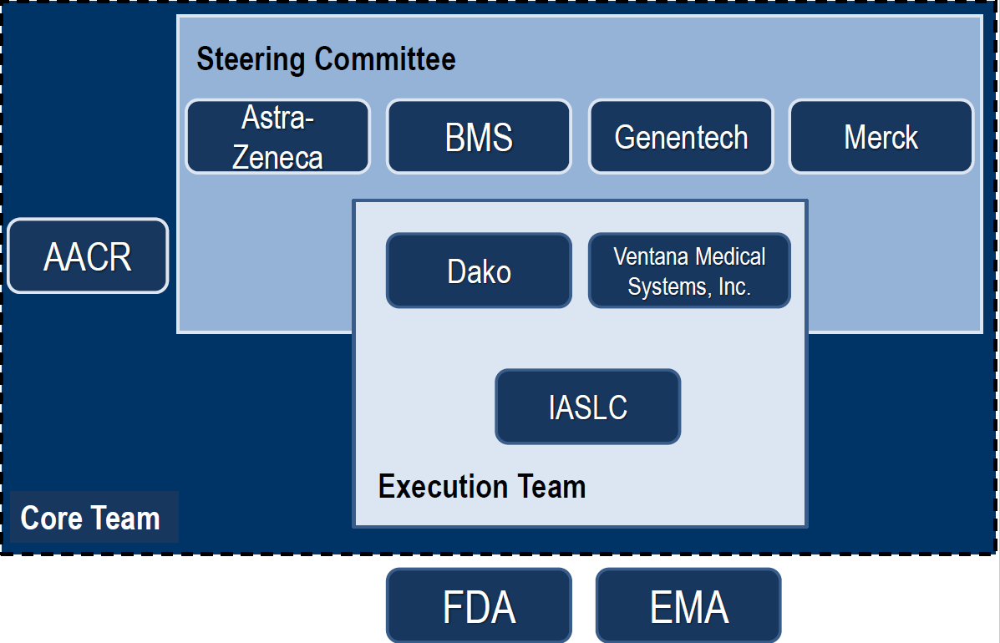 Steering Committee
Astra-
Zeneca
BMS
Genentech
Merck
AACR
Dako
Ventana Medical
Systems, Inc.
IASLC
Execution Team
Core Team
FDA
EMA